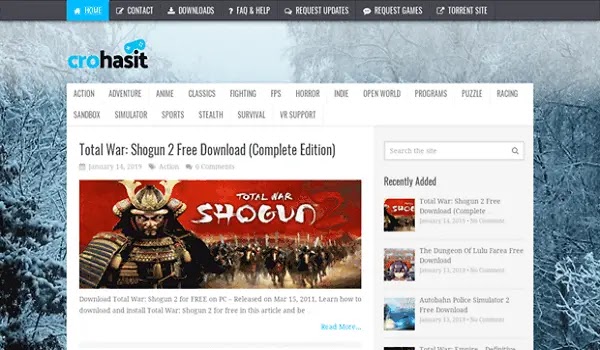 HOME CONTACT DOWNLOADS FAQ & HELP REQUEST UPDATES REQUEST GAMES TORRENT SITE
crohasit
ACTION ADVENTURE ANIME CLASSICS FIGHTING FPS HORROR INDIE OPEN WORLD PROGRAMS PUZZLE RACING
SANDBOX SIMULATOR SPORTS STEALTH SURVIVAL VR SUPPORT
Total War: Shogun 2 Free Download (Complete Edition)
January 14, 2019 Action 6 Comments
TOTAL WAR
SHOGUN 2
Download Total War: Shogun 2 for FREE on PC – Released on Mar 15, 2011. Learn how to
download and install Total War: Shogun 2 for free in this article and be
Read More...
Search the site
Recently Added
Total War: Shogun 2 Free
Download (Complete
January 14, 2019 • No Comment
The Dungeon Of Lulu Farea Free
Download
January 13, 2019 • No Comment
Autobahn Police Simulator 2
Free Download
January 13, 2019 • No Comment
Total War: Empire – Definitive